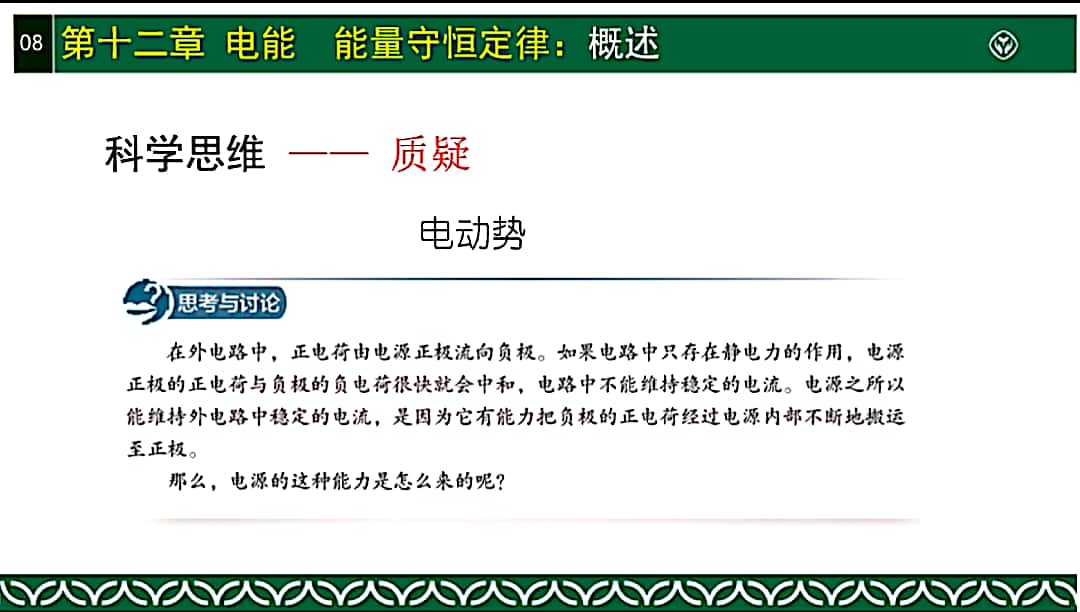 08 第十二章 电能 能量守恒定律：概述
科学思维 —— 质疑
电动势
思考与讨论
在外电路中，正电荷由电源正极流向负极。如果电路中只存在静电力的作用，电源
正极的正电荷与负极的负电荷很快就会中和，电路中不能维持稳定的电流。电源之所以
能维持外电路中稳定的电流，是因为它有能力把负极的正电荷经过电源内部不断地搬运
至正极。
那么，电源的这种能力是怎么来的呢？